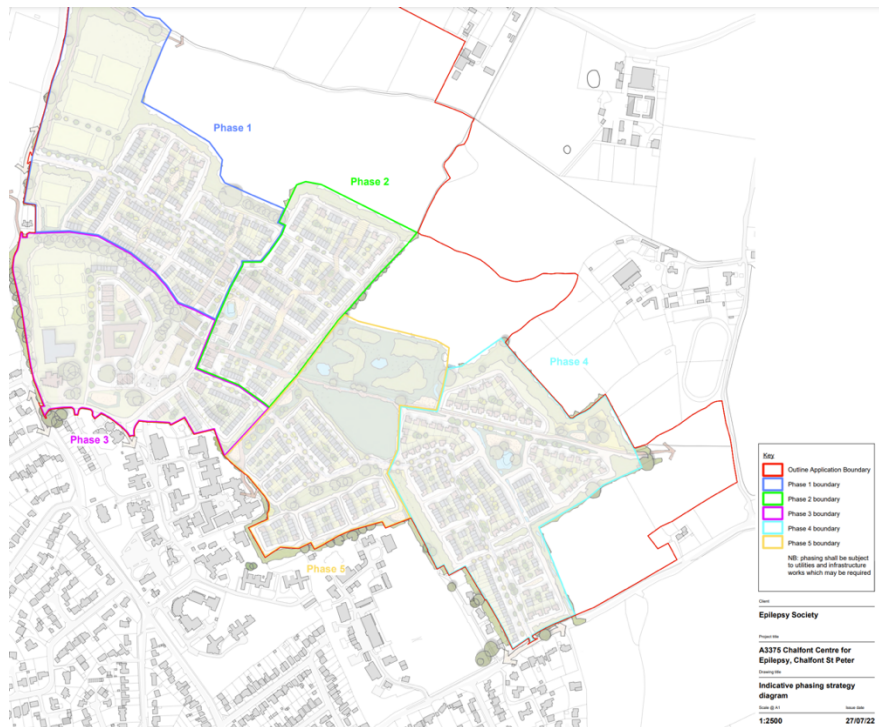 Phase 1
Phase 2
Phase 4
Phase 3
Phase 5
Key
Outline Application Boundary
Phase 1 boundary
Phase 2 boundary
Phase 3 boundary
Phase 4 boundary
Phase 5 boundary
NB: phasing shall be subject
to utilities and infrastructure
works which may be required
Client
Epilepsy Society
Project title
A3375 Chalfont Centre for
Epilepsy, Chalfont St Peter
Drawing title
Indicative phasing strategy
diagram
Scale @ A1 Issue date
1:2500 27/07/22